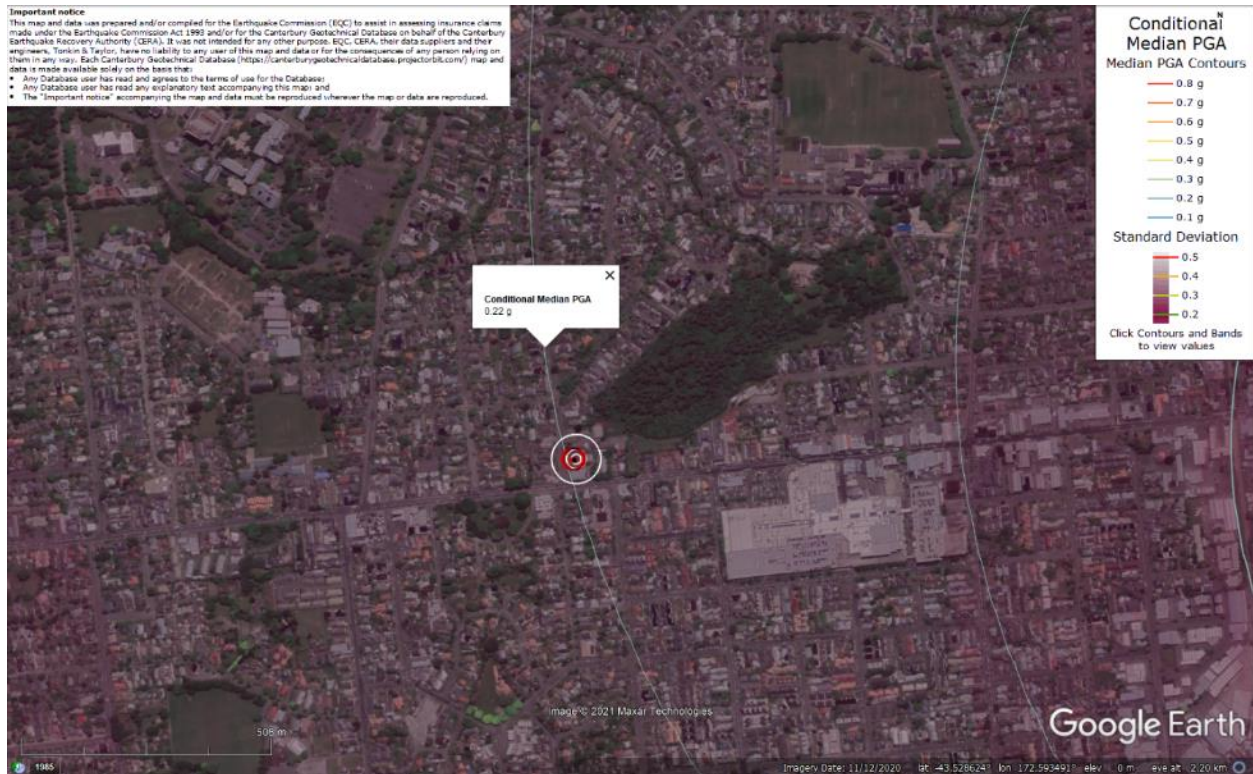 Important notice
This map and data was prepared and/or compiled for the Earthquake Commission (EQC) to assist in assessing insurance claims
made under the Earthquake Commission Act 1993 and/or for the Canterbury Geotechnical Database on behalf of the Canterbury
Earthquake Recovery Authority (CERA). It was not intended for any other purpose. EQC, CERA, their data suppliers and their
engineers, Tonkin & Taylor, have no liability to any user of this map and data or for the consequences of any person relying on
them in any way. Each Canterbury Geotechnical Database (https://canterburygeotechnicaldatabase.projectorbit.com/) map and
data is made available solely on the basis that:
• Any Database user has read and agrees to the terms of use for the Database;
• Any Database user has read any explanatory text accompanying this map; and
• The "Important notice" accompanying the map and data must be reproduced wherever the map or data are reproduced.
N
Conditional
Median PGA
Median PGA Contours
0.8 g
0.7 g
0.6 g
0.5 g
0.4 g
0.3 g
0.2 g
0.1 g
Standard Deviation
0.5
0.4
0.3
0.2
Click Contours and Bands
to view values
Conditional Median PGA
0.22 g
Image © 2021 Maxar Technologies
Google Earth
508 m
1985
Imagery Date: 11/12/2020 lat -43.528624° lon 172.593491° elev 0 m eye alt 2.20 km